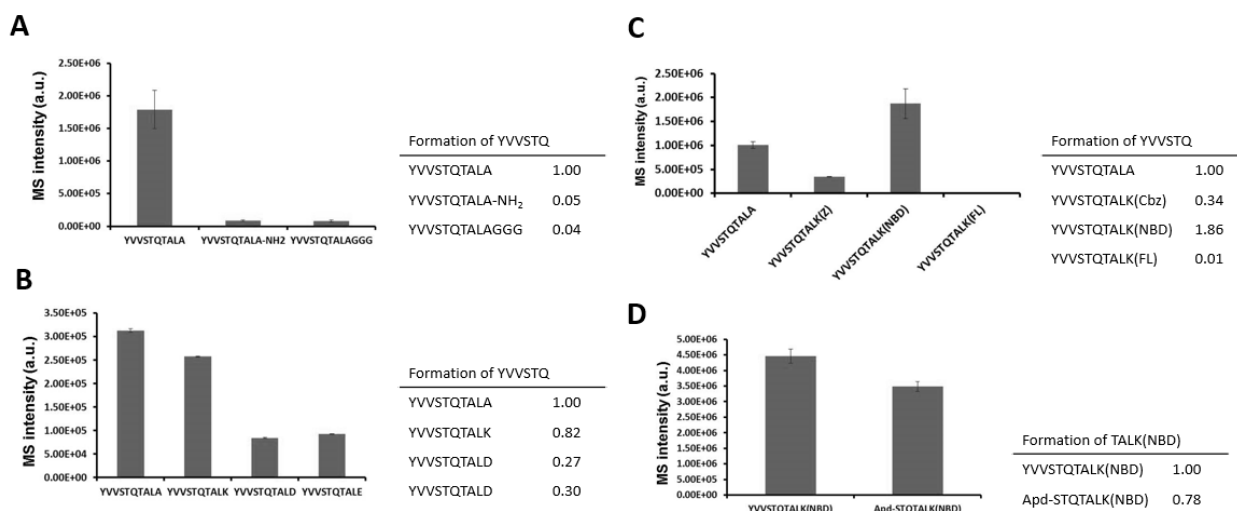 A
MS intensity (a.u.)
2.50E+06
2.00E+06
1.50E+06
1.00E+06
5.00E+05
0.00E+00
YVVSTQTALA YVVSTQTALA-NH2 YVVSTQTALAGGG
Formation of YVVSTQ
YVVSTQTALA 1.00
YVVSTQTALA-NH2 0.05
YVVSTQTALAGGG 0.04
B
MS intensity (a.u.)
3.50E+05
3.00E+05
2.50E+05
2.00E+05
1.50E+05
1.00E+05
5.00E+04
0.00E+00
YVVSTQTALA YVVSTQTALK YVVSTQTALD YVVSTQTALE
Formation of YVVSTQ
YVVSTQTALA 1.00
YVVSTQTALK 0.82
YVVSTQTALD 0.27
YVVSTQTALD 0.30
C
MS intensity (a.u.)
2.50E+06
2.00E+06
1.50E+06
1.00E+06
5.00E+05
0.00E+00
YVVSTQTALA
YVVSTQTALK(Z)
YVVSTQTALK(NBD)
YVVSTQTALK(FL)
Formation of YVVSTQ
YVVSTQTALA 1.00
YVVSTQTALK(Cbz) 0.34
YVVSTQTALK(NBD) 1.86
YVVSTQTALK(FL) 0.01
D
MS intensity (a.u.)
5.00E+06
4.50E+06
4.00E+06
3.50E+06
3.00E+06
2.50E+06
2.00E+06
1.50E+06
1.00E+06
5.00E+05
0.00E+00
YVVSTQTALK(NBD) Apd-STQTALK(NBD)
Formation of TALK(NBD)
YVVSTQTALK(NBD) 1.00
Apd-STQTALK(NBD) 0.78